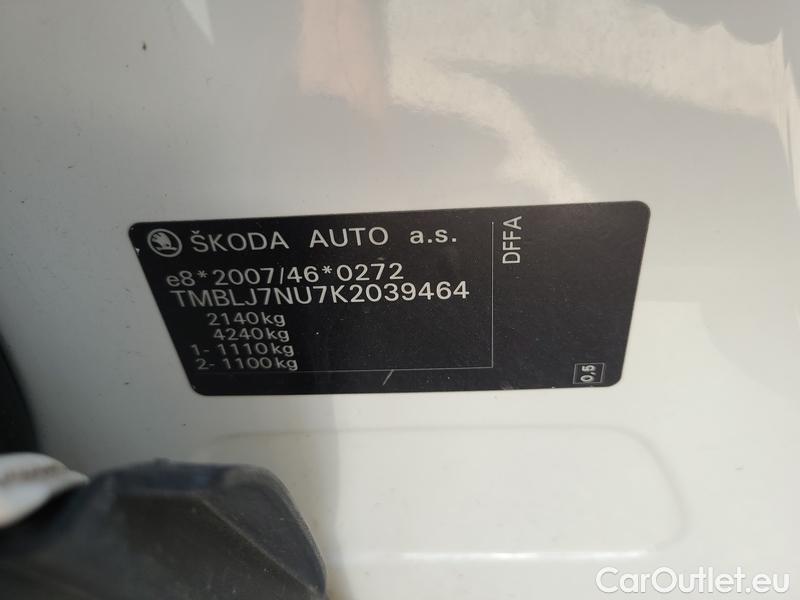 ŠKODA AUTO a.s.
e8*2007/46*0272
TMBLJ7NU7K2039464
2140kg
4240kg
1- 1110kg
2- 1100kg
DFFA
0,5
CarOutlet.eu